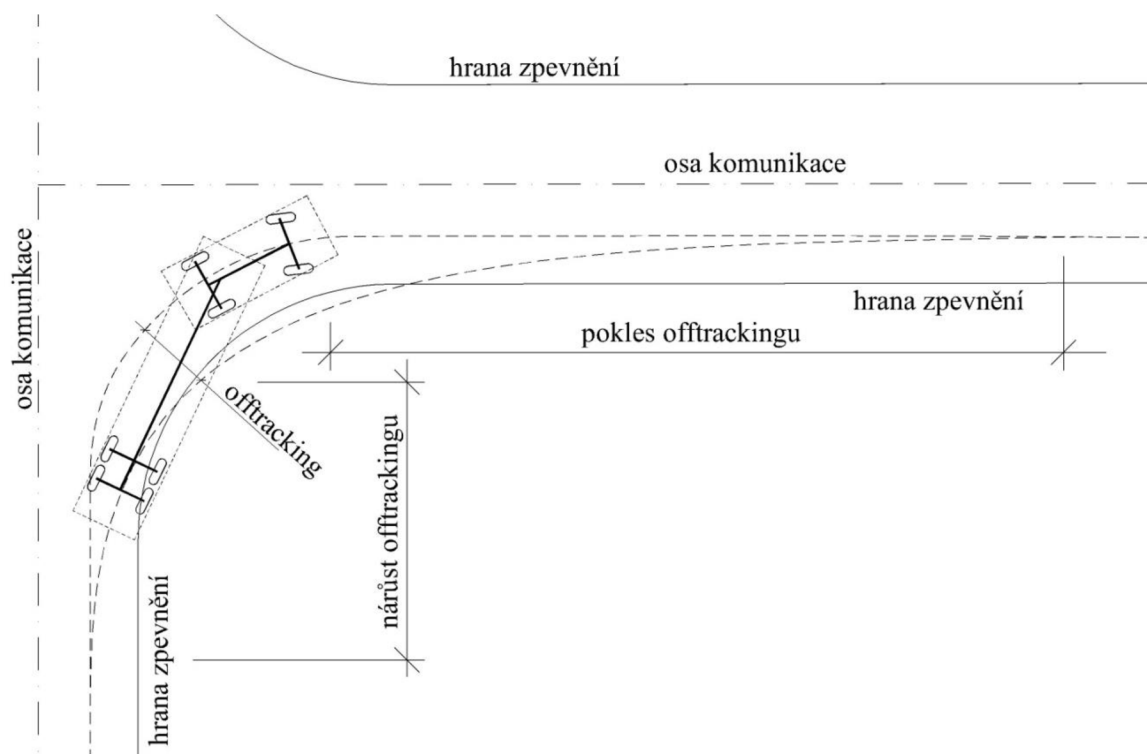 hrana zpevnění
osa komunikace
osa komunikace
hrana zpevnění
pokles offtrackingu
offtracking
nárůst offtrackingu
hrana zpevnění